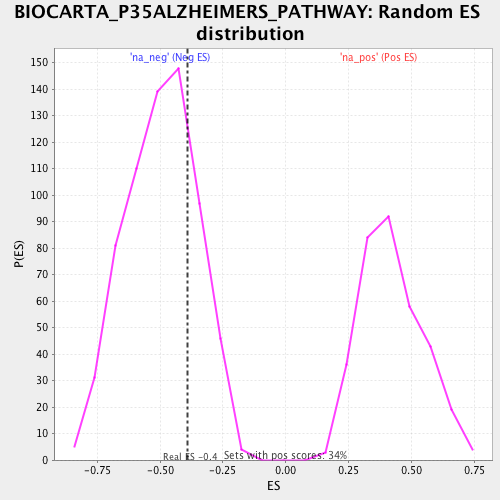 BIOCARTA_P35ALZHEIMERS_PATHWAY: Random ES
distribution
'na_neg' (Neg ES)
'na_pos' (Pos ES)
150
140
130
120
110
100
90
80
70
60
50
40
30
20
10
0
P(ES)
Real ES -0.4
Sets with pos scores: 34%
-0.75
-0.50
-0.25
0.00
0.25
0.50
0.75
ES